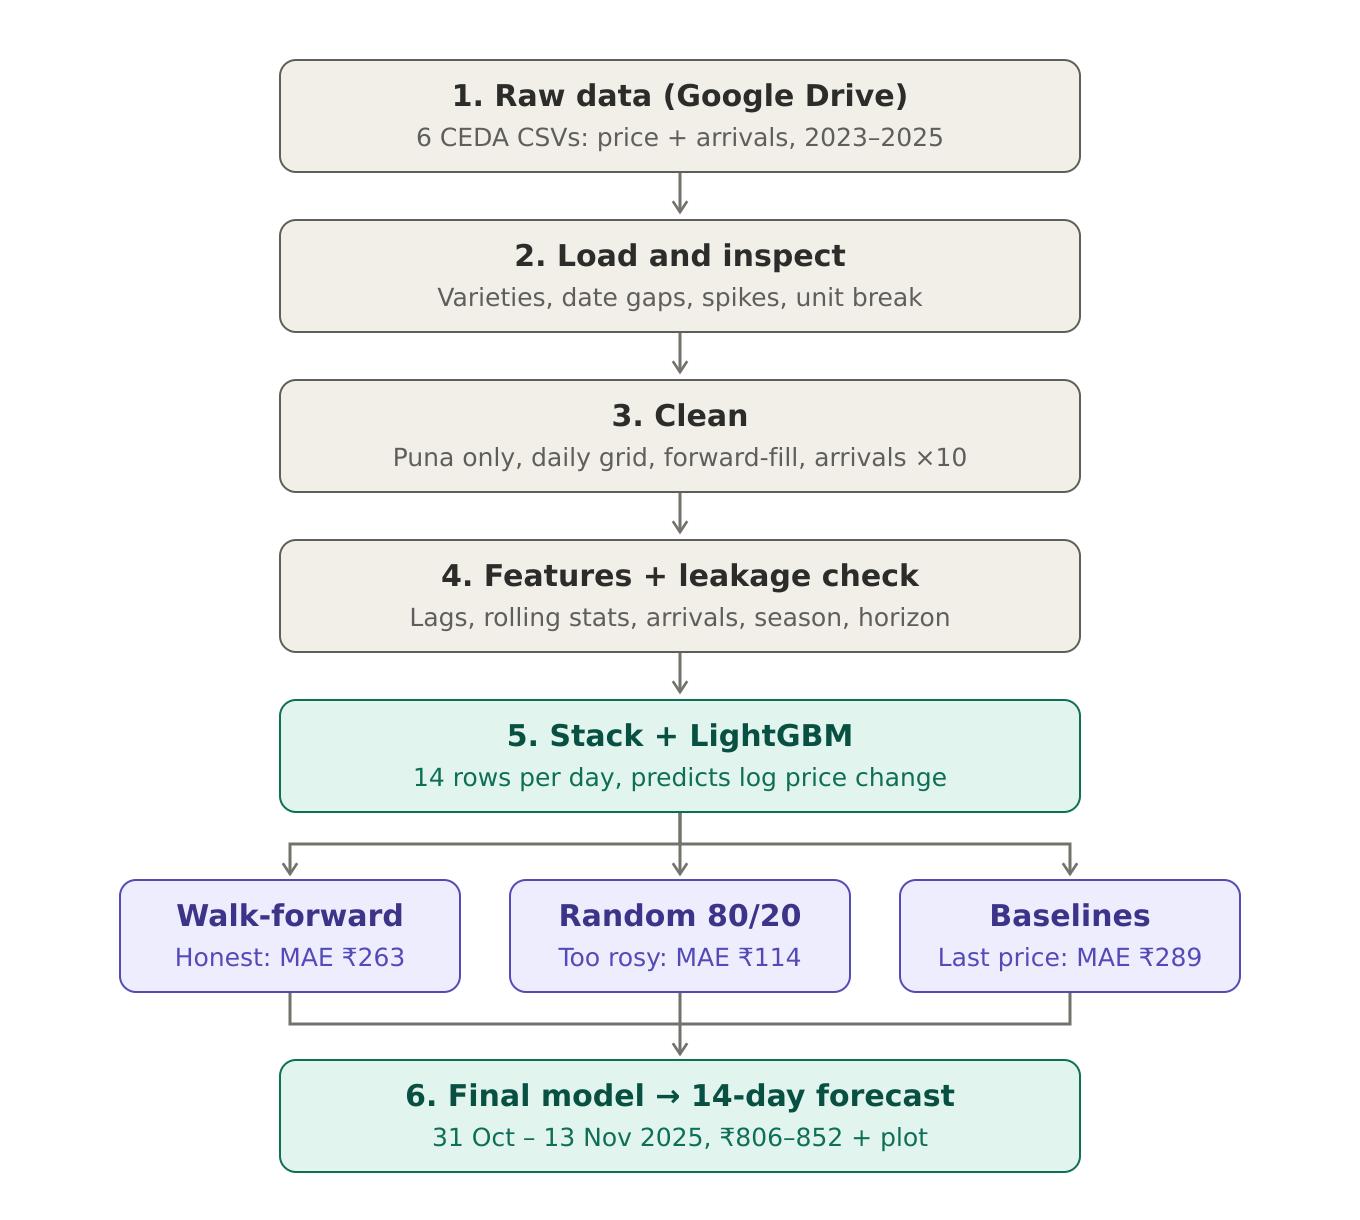 1. Raw data (Google Drive)
6 CEDA CSVs: price + arrivals, 2023–2025
2. Load and inspect
Varieties, date gaps, spikes, unit break
3. Clean
Puna only, daily grid, forward-fill, arrivals ×10
4. Features + leakage check
Lags, rolling stats, arrivals, season, horizon
5. Stack + LightGBM
14 rows per day, predicts log price change
Walk-forward
Honest: MAE ₹263
Random 80/20
Too rosy: MAE ₹114
Baselines
Last price: MAE ₹289
6. Final model → 14-day forecast
31 Oct – 13 Nov 2025, ₹806–852 + plot